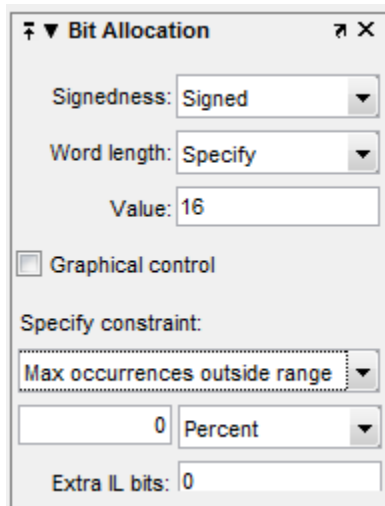 Bit Allocation
Signedness: Signed
Word length: Specify
Value: 16
Graphical control
Specify constraint:
Max occurrences outside range
0 Percent
Extra IL bits: 0